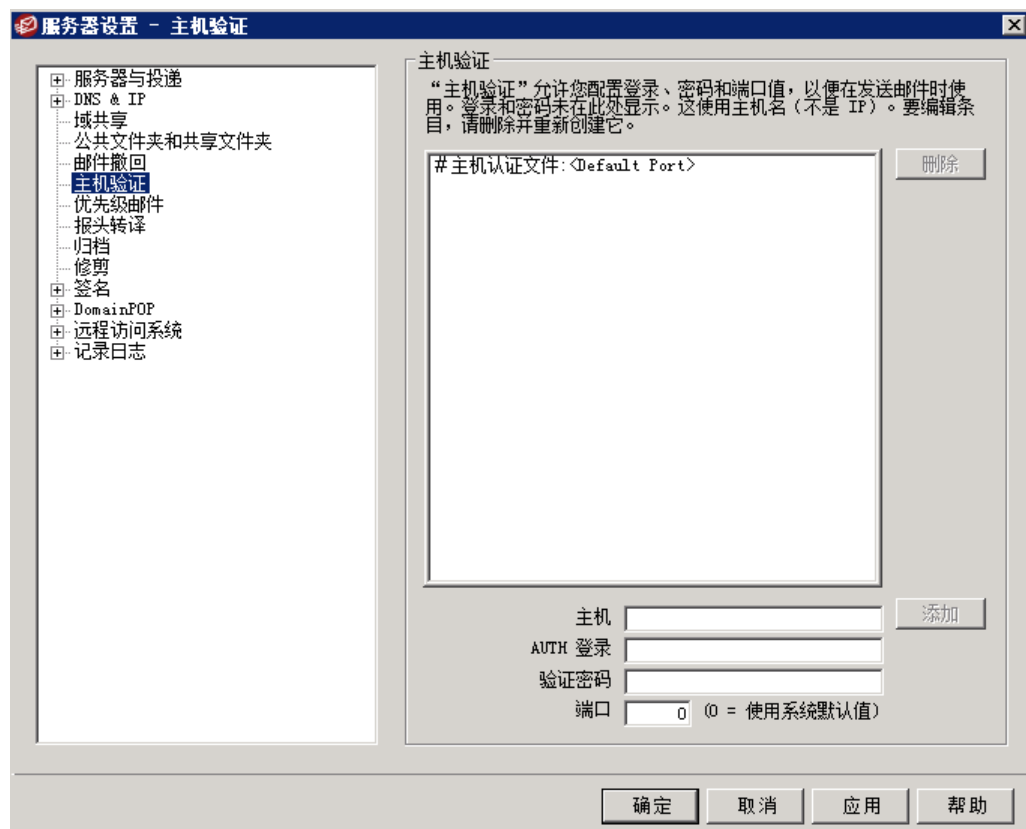 服务器设置 - 主机验证
服务器与投递
DNS & IP
域共享
公共文件夹和共享文件夹
邮件撤回
主机验证
优先级邮件
报头转译
归档
修剪
签名
DomainPOP
远程访问系统
记录日志
主机验证
“主机验证”允许您配置登录、密码和端口值，以便在发送邮件时使
用。登录和密码未在此处显示。这使用主机名（不是 IP）。要编辑条
目，请删除并重新创建它。
#主机认证文件:<Default Port>
删除
主机
添加
AUTH 登录
验证密码
端口 0 (0 = 使用系统默认值)
确定 取消 应用 帮助